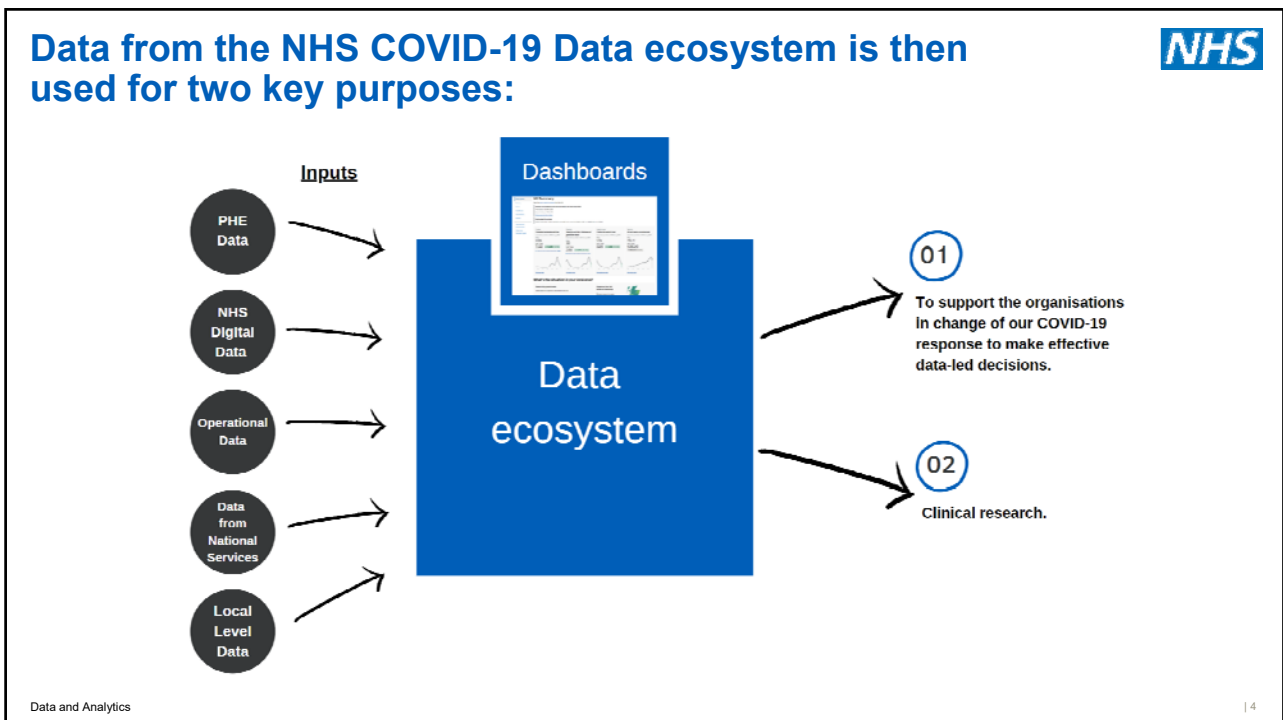 Data from the NHS COVID-19 Data ecosystem is then
used for two key purposes:
NHS
Inputs
PHE
Data
NHS
Digital
Data
Operational
Data
Data
from
National
Services
Local
Level
Data
Dashboards
Data
ecosystem
01
To support the organisations
in change of our COVID-19
response to make effective
data-led decisions.
02
Clinical research.
Data and Analytics
| 4